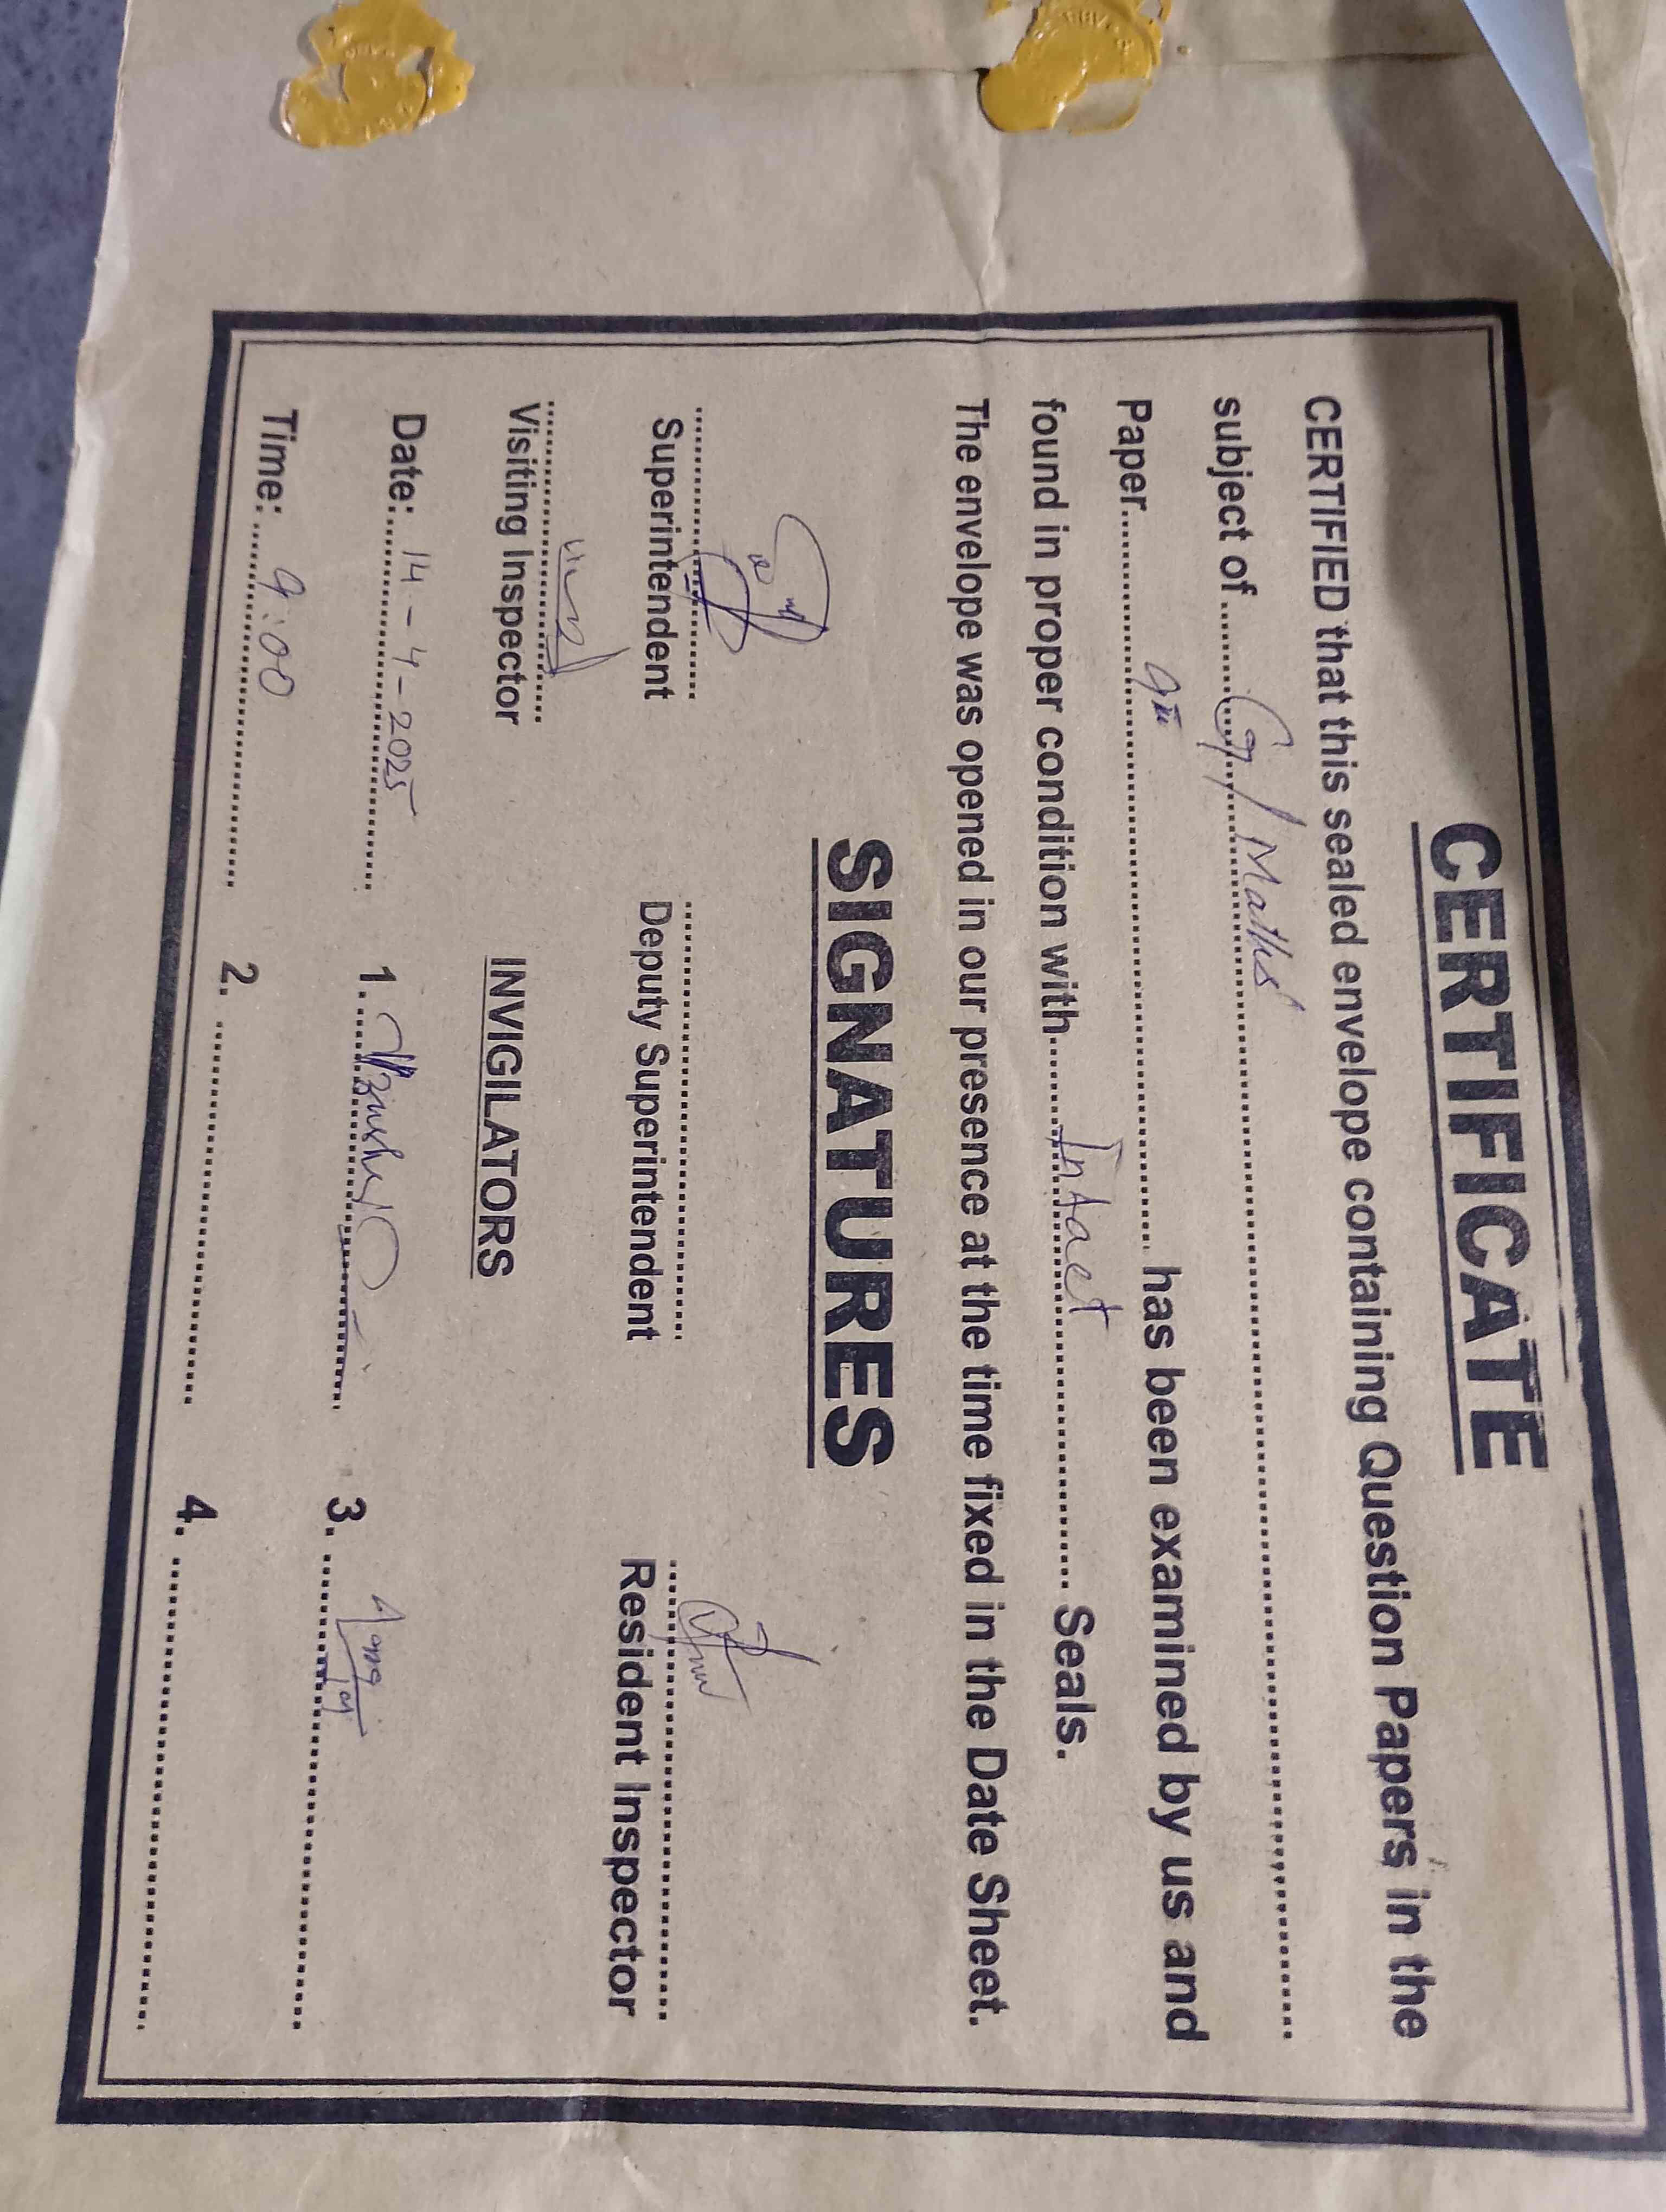 CERTIFICATE
CERTIFIED that this sealed envelope containing Question Papers in the
subject of .......... G/Maths ..........
Paper .......... has been examined by us and
found in proper condition with .......... Intact .......... Seals.
The envelope was opened in our presence at the time fixed in the Date Sheet.
SIGNATURES
Superintendent Deputy Superintendent Resident Inspector
Visiting Inspector INVIGILATORS
Date: 14-4-2025 1. .......... 3. ..........
Time: 9:00 2. .......... 4. ..........